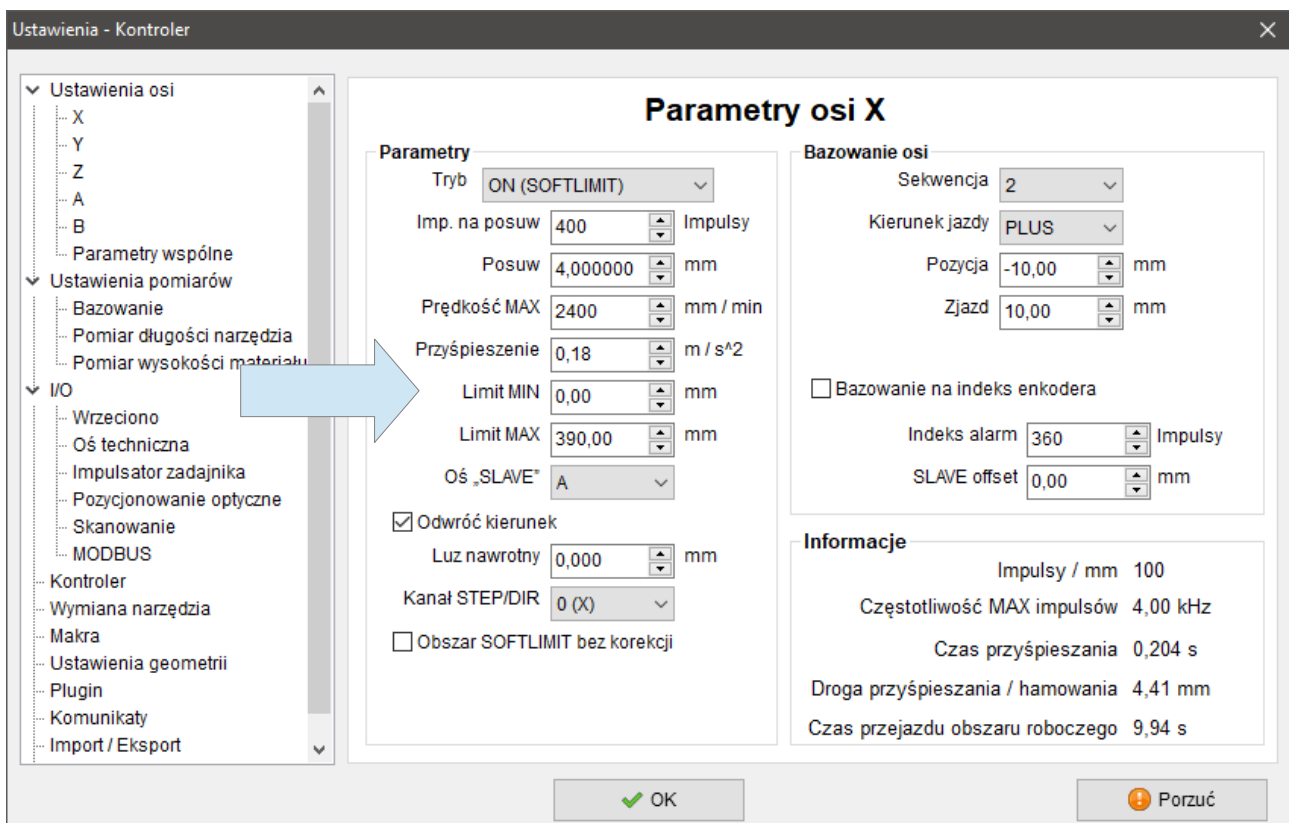 Ustawienia - Kontroler
Ustawienia osi
X
Y
Z
A
B
Parametry wspólne
Ustawienia pomiarów
Bazowanie
Pomiar długości narzędzia
Pomiar wysokości materiału
I/O
Wrzeciono
Oś techniczna
Impulsator zadajnika
Pozycjonowanie optyczne
Skanowanie
MODBUS
Kontroler
Wymiana narzędzia
Makra
Ustawienia geometrii
Plugin
Komunikaty
Import / Eksport
Parametry osi X
Parametry
Tryb ON (SOFTLIMIT)
Imp. na posuw 400 Impulsy
Posuw 4,000000 mm
Prędkość MAX 2400 mm / min
Przyśpieszenie 0,18 m / s^2
Limit MIN 0,00 mm
Limit MAX 390,00 mm
Oś „SLAVE” A
Odwróć kierunek
Luz nawrotny 0,000 mm
Kanał STEP/DIR 0 (X)
Obszar SOFTLIMIT bez korekcji
Bazowanie osi
Sekwencja 2
Kierunek jazdy PLUS
Pozycja -10,00 mm
Zjazd 10,00 mm
Bazowanie na indeks enkodera
Indeks alarm 360 Impulsy
SLAVE offset 0,00 mm
Informacje
Impulsy / mm 100
Częstotliwość MAX impulsów 4,00 kHz
Czas przyśpieszania 0,204 s
Droga przyśpieszania / hamowania 4,41 mm
Czas przejazdu obszaru roboczego 9,94 s
OK
Porzuć